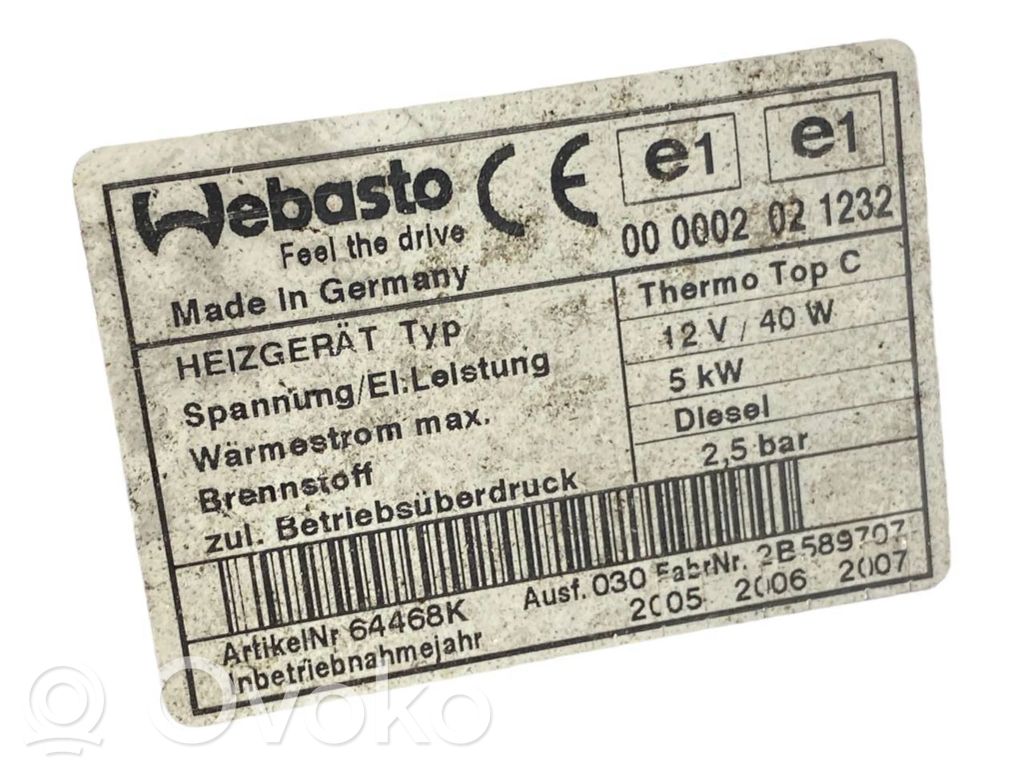 Webasto CE e1 e1
Feel the drive
00 0002 02 1232
Made in Germany
HEIZGERÄT Typ Thermo Top C
Spannung/El.Leistung 12 V / 40 W
Wärmestrom max. 5 kW
Brennstoff Diesel
zul. Betriebsüberdruck 2,5 bar
ArtikelNr 64468K Ausf. 030 FabrNr. 2B589707
Inbetriebnahmejahr 2005 2006 2007
Ovoko